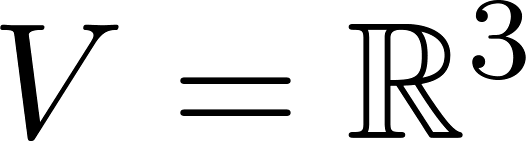 V = ℝ³